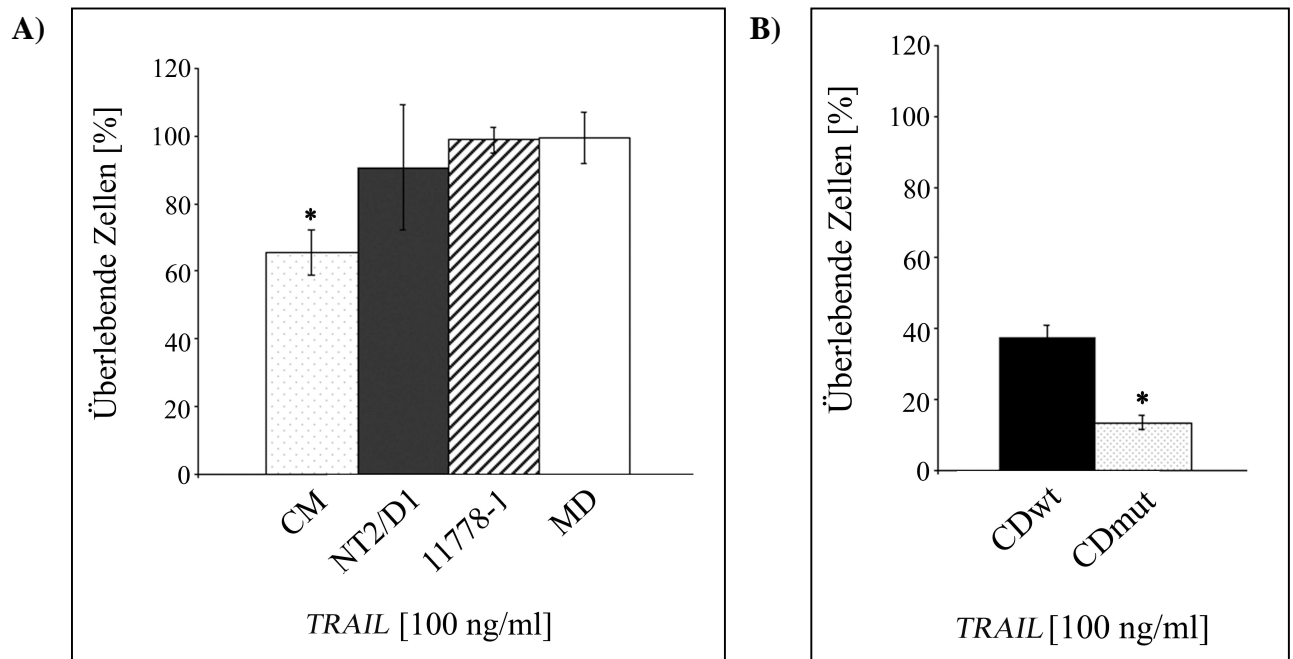 A)
Überlebende Zellen [%]
120
100
80
60
40
20
0
*
CM
NT2/D1
11778-1
MD
TRAIL [100 ng/ml]
B)
Überlebende Zellen [%]
120
100
80
60
40
20
0
*
CDwt
CDmut
TRAIL [100 ng/ml]